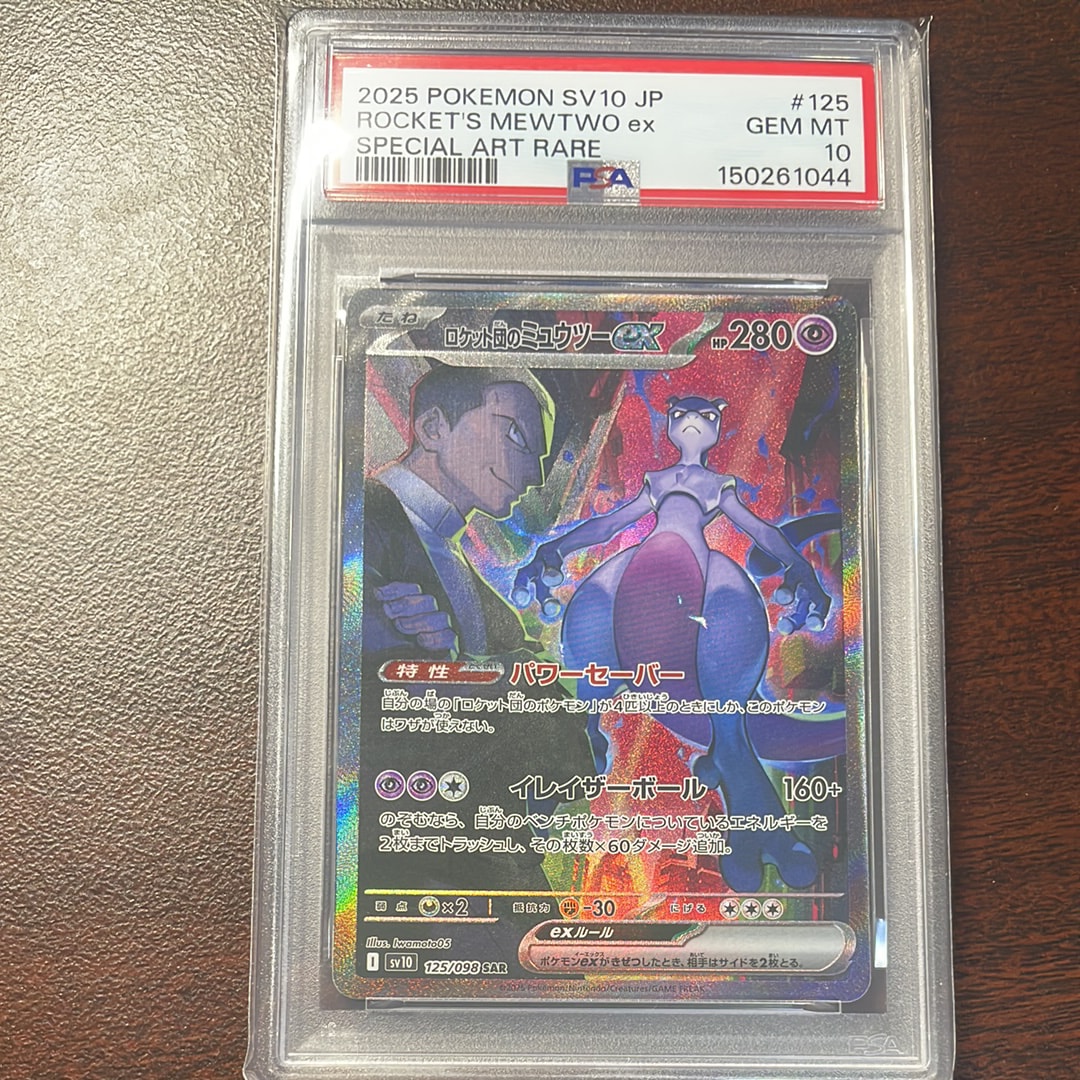 2025 POKEMON SV10 JP #125
ROCKET'S MEWTWO ex GEM MT
SPECIAL ART RARE 10
PSA 150261044
たね
ロケット団のミュウツーex HP280
特性 パワーセーバー
自分の場の「ロケット団のポケモン」が4匹以上のときにしか、このポケモン
はワザが使えない。
イレイザーボール 160+
のぞむなら、自分のベンチポケモンについているエネルギーを
2枚までトラッシュし、その枚数×60ダメージ追加。
弱点 ×2 抵抗力 -30 にげる
exルール
ポケモンexがきぜつしたとき、相手はサイドを2枚とる。
Illus. Iwamoto05
I sv10 125/098 SAR
©2025 Pokémon/Nintendo/Creatures/GAME FREAK
PSA